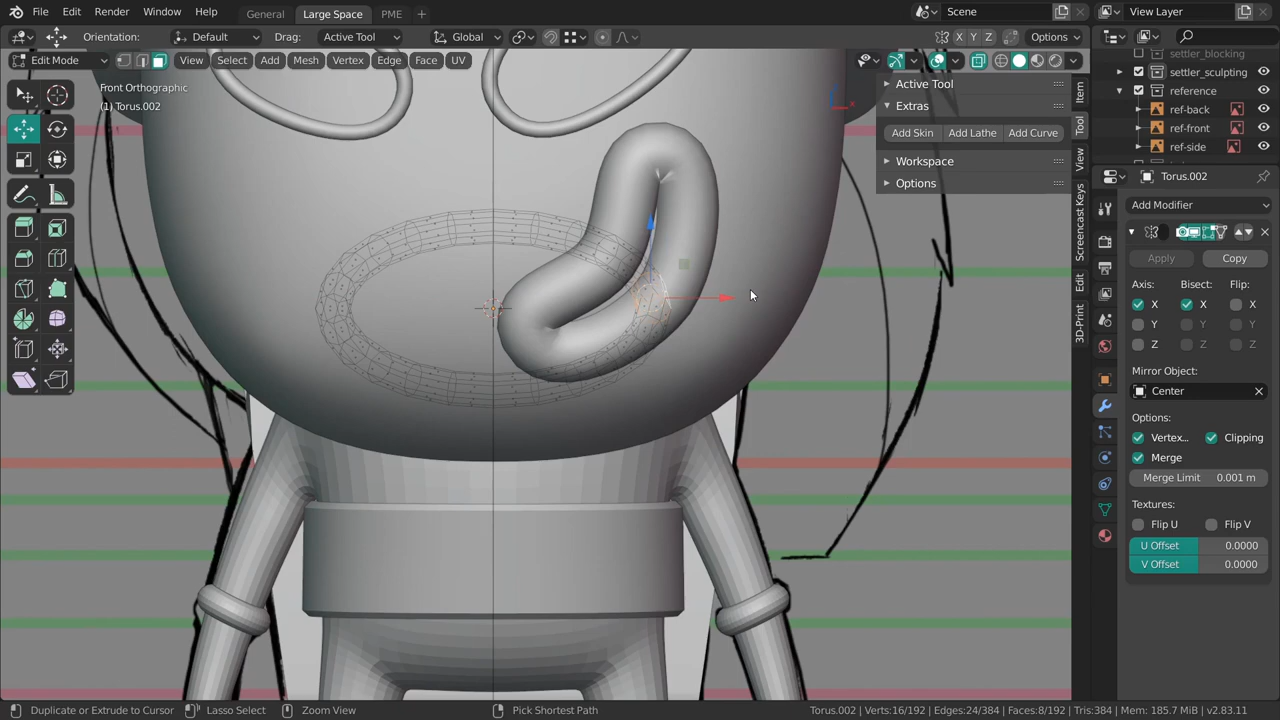 File Edit Render Window Help General Large Space PME + Scene View Layer
Orientation: Default Drag: Active Tool Global X Y Z Options
Edit Mode View Select Add Mesh Vertex Edge Face UV
settler_blocking
settler_sculpting
reference
ref-back
ref-front
ref-side
Front Orthographic
(1) Torus.002
Active Tool
Extras
Add Skin Add Lathe Add Curve
Workspace
Options
Item
Tool
View
Screencast Keys
Edit
3D-Print
Torus.002
Add Modifier
Apply Copy
Axis: Bisect: Flip:
X X X
Y Y Y
Z Z Z
Mirror Object:
Center
Options:
Vertex... Clipping
Merge
Merge Limit 0.001 m
Textures:
Flip U Flip V
U Offset 0.0000
V Offset 0.0000
Duplicate or Extrude to Cursor Lasso Select Zoom View Pick Shortest Path Torus.002 | Verts:16/192 | Edges:24/384 | Faces:8/192 | Tris:384 | Mem: 185.7 MiB | v2.83.11